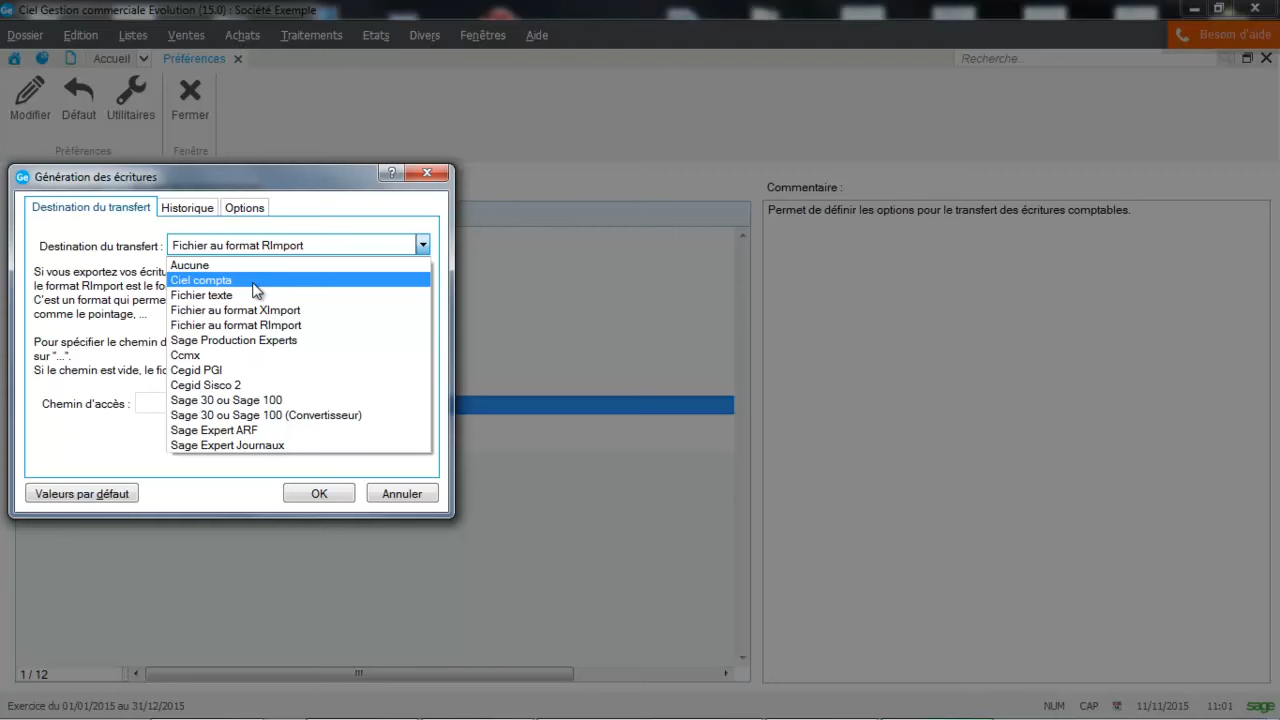 Ge Ciel Gestion commerciale Evolution (15.0) : Société Exemple
Dossier Edition Listes Ventes Achats Traitements Etats Divers Fenêtres Aide Besoin d'aide
Accueil Préférences Recherche...
Modifier Défaut Utilitaires Fermer
Préférences Fenêtre
Ge Génération des écritures ?
Destination du transfert Historique Options
Destination du transfert : Fichier au format RImport
Aucune
Ciel compta
Fichier texte
Fichier au format XImport
Fichier au format RImport
Sage Production Experts
Ccmx
Cegid PGI
Cegid Sisco 2
Sage 30 ou Sage 100
Sage 30 ou Sage 100 (Convertisseur)
Sage Expert ARF
Sage Expert Journaux
Si vous exportez vos écritu
le format RImport est le fo
C'est un format qui perme
comme le pointage, ...
Pour spécifier le chemin d
sur "...".
Si le chemin est vide, le fic
Chemin d'accès :
Valeurs par défaut OK Annuler
Commentaire :
Permet de définir les options pour le transfert des écritures comptables.
1 / 12
Exercice du 01/01/2015 au 31/12/2015 NUM CAP 11/11/2015 11:01 sage